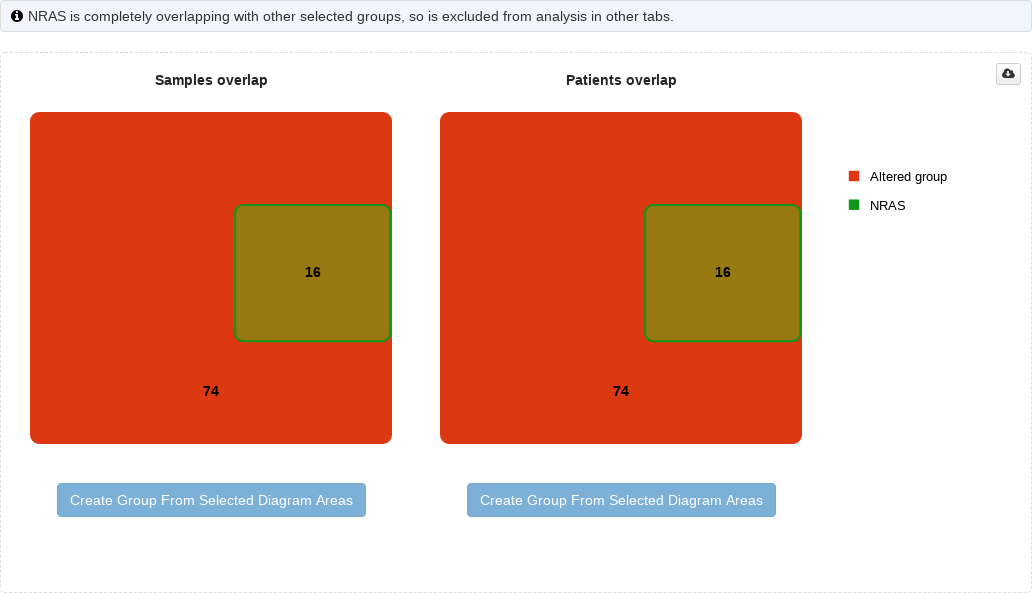 NRAS is completely overlapping with other selected groups, so is excluded from analysis in other tabs.
Samples overlap
Patients overlap
Altered group
NRAS
16
16
74
74
Create Group From Selected Diagram Areas
Create Group From Selected Diagram Areas